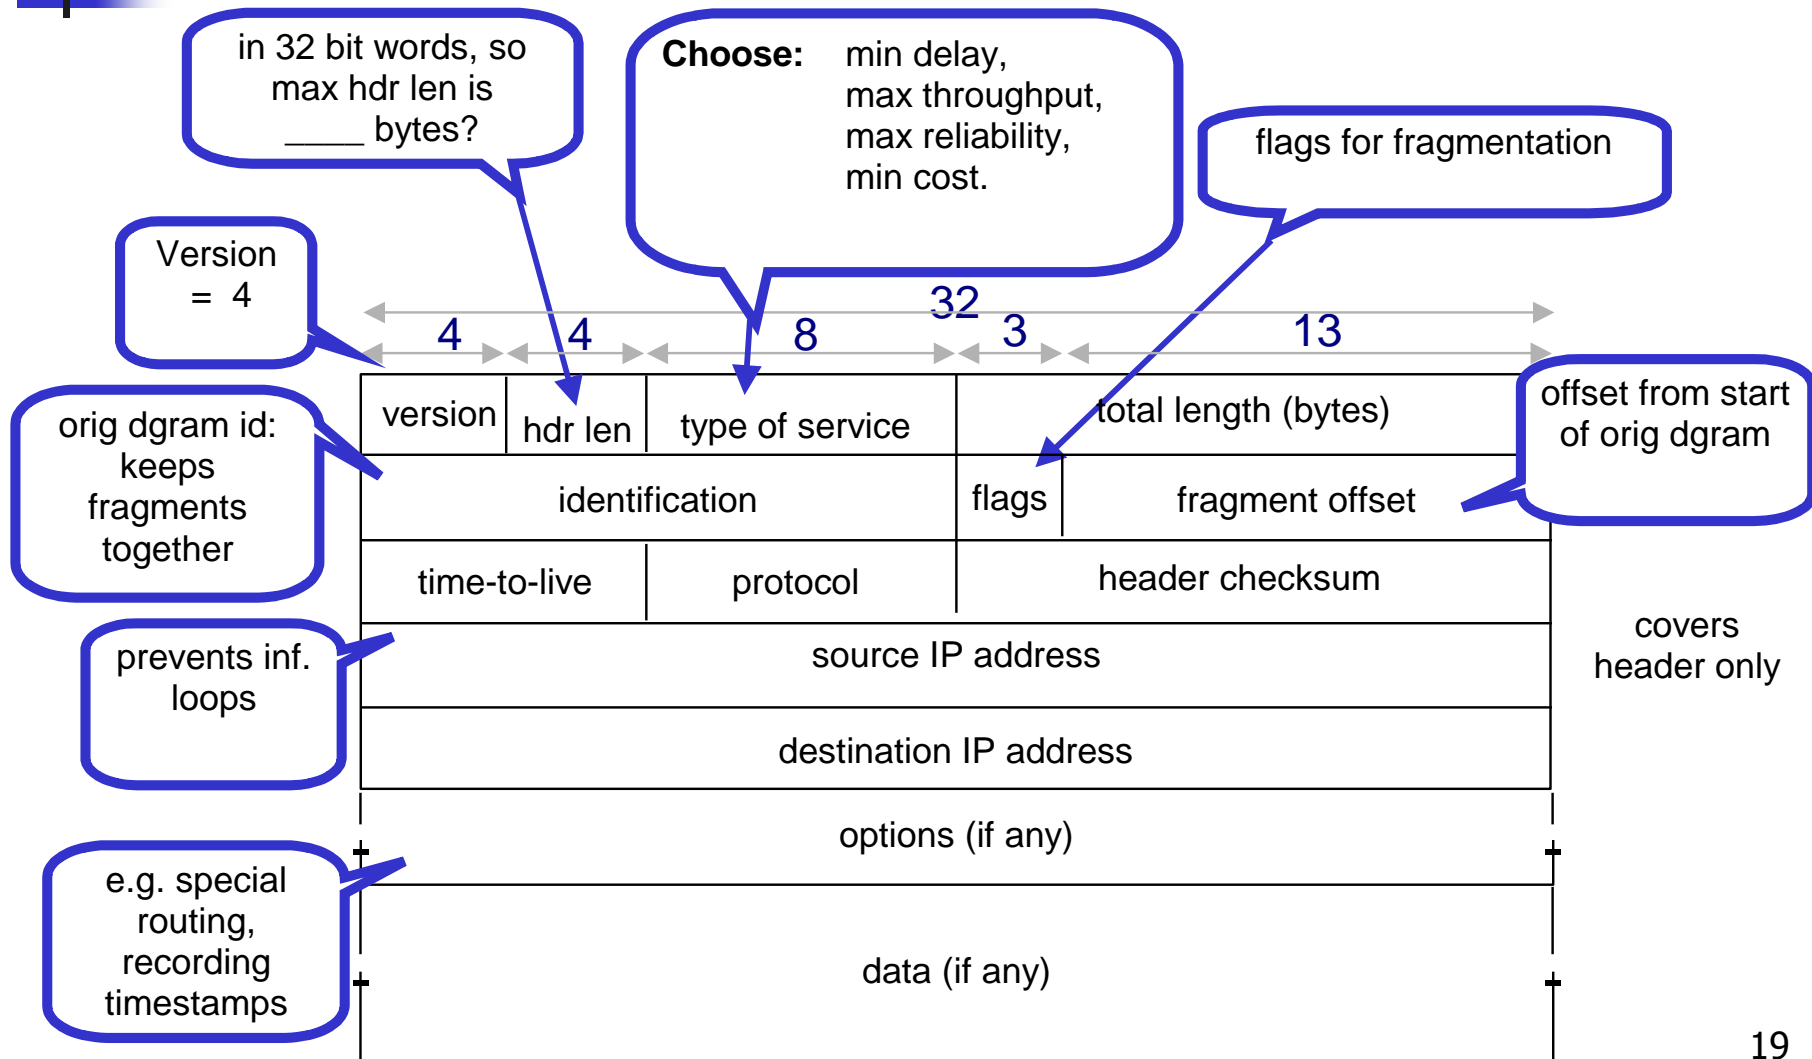 in 32 bit words, so
max hdr len is
____ bytes?
Choose: min delay,
max throughput,
max reliability,
min cost.
flags for fragmentation
Version
= 4
32
4 4 8 3 13
version hdr len type of service total length (bytes)
offset from start
of orig dgram
orig dgram id:
keeps
fragments
together
identification flags fragment offset
time-to-live protocol header checksum
covers
header only
prevents inf.
loops
source IP address
destination IP address
options (if any)
e.g. special
routing,
recording
timestamps
data (if any)
19